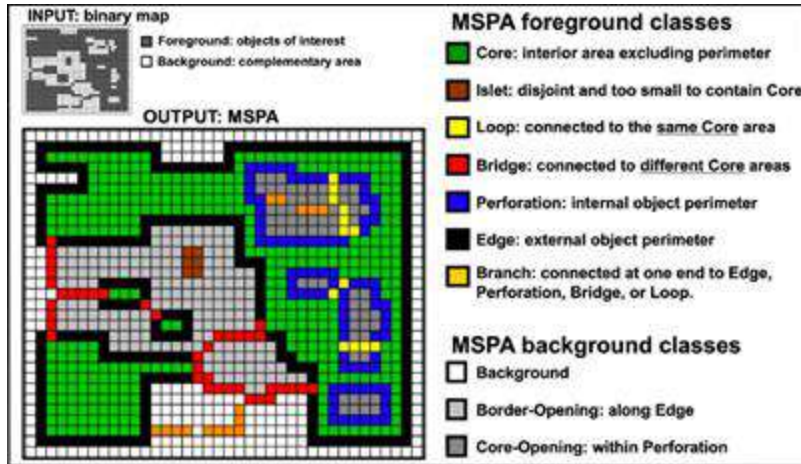 INPUT: binary map
Foreground: objects of interest
Background: complementary area
OUTPUT: MSPA
MSPA foreground classes
Core: interior area excluding perimeter
Islet: disjoint and too small to contain Core
Loop: connected to the same Core area
Bridge: connected to different Core areas
Perforation: internal object perimeter
Edge: external object perimeter
Branch: connected at one end to Edge,
Perforation, Bridge, or Loop.
MSPA background classes
Background
Border-Opening: along Edge
Core-Opening: within Perforation